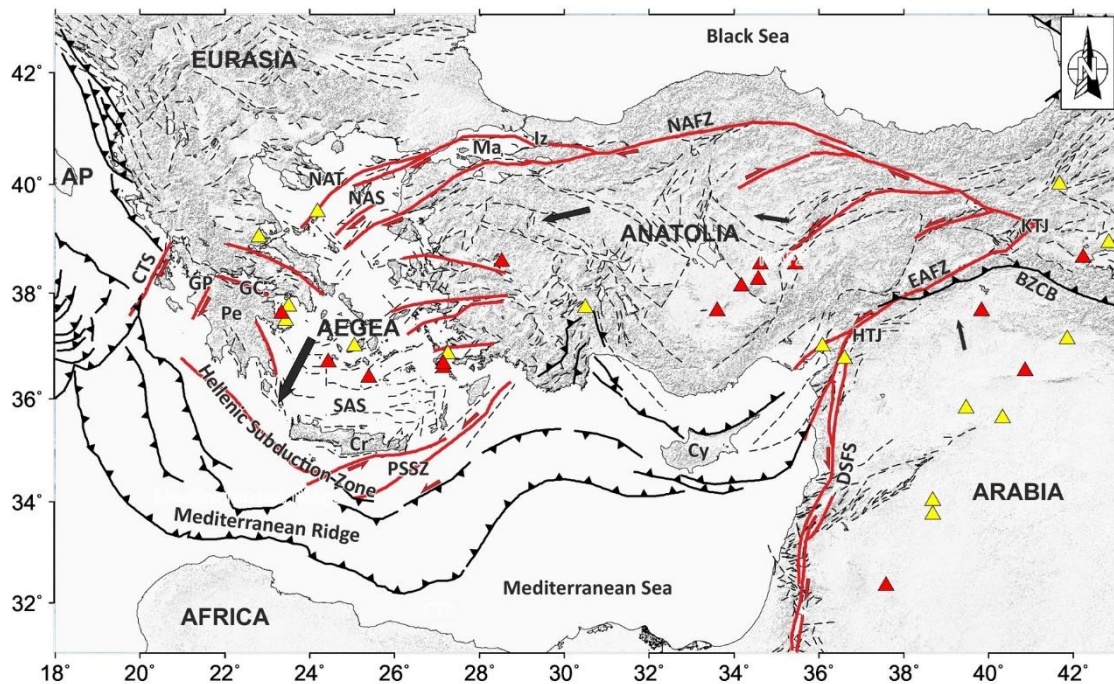 Black Sea
EURASIA
42°
N
NAFZ
Iz
Ma
AP
40°
NAT
NAS
KTJ
ANATOLIA
CTS
EAFZ
BZCB
GP
GC
38°
Pe
AEGEA
HTJ
36°
SAS
Hellenic Subduction Zone
Cr
Cy
PSSZ
DSFS
ARABIA
34°
Mediterranean Ridge
Mediterranean Sea
32°
AFRICA
18 20 22 24 26 28 30 32 34 36 38 40 42